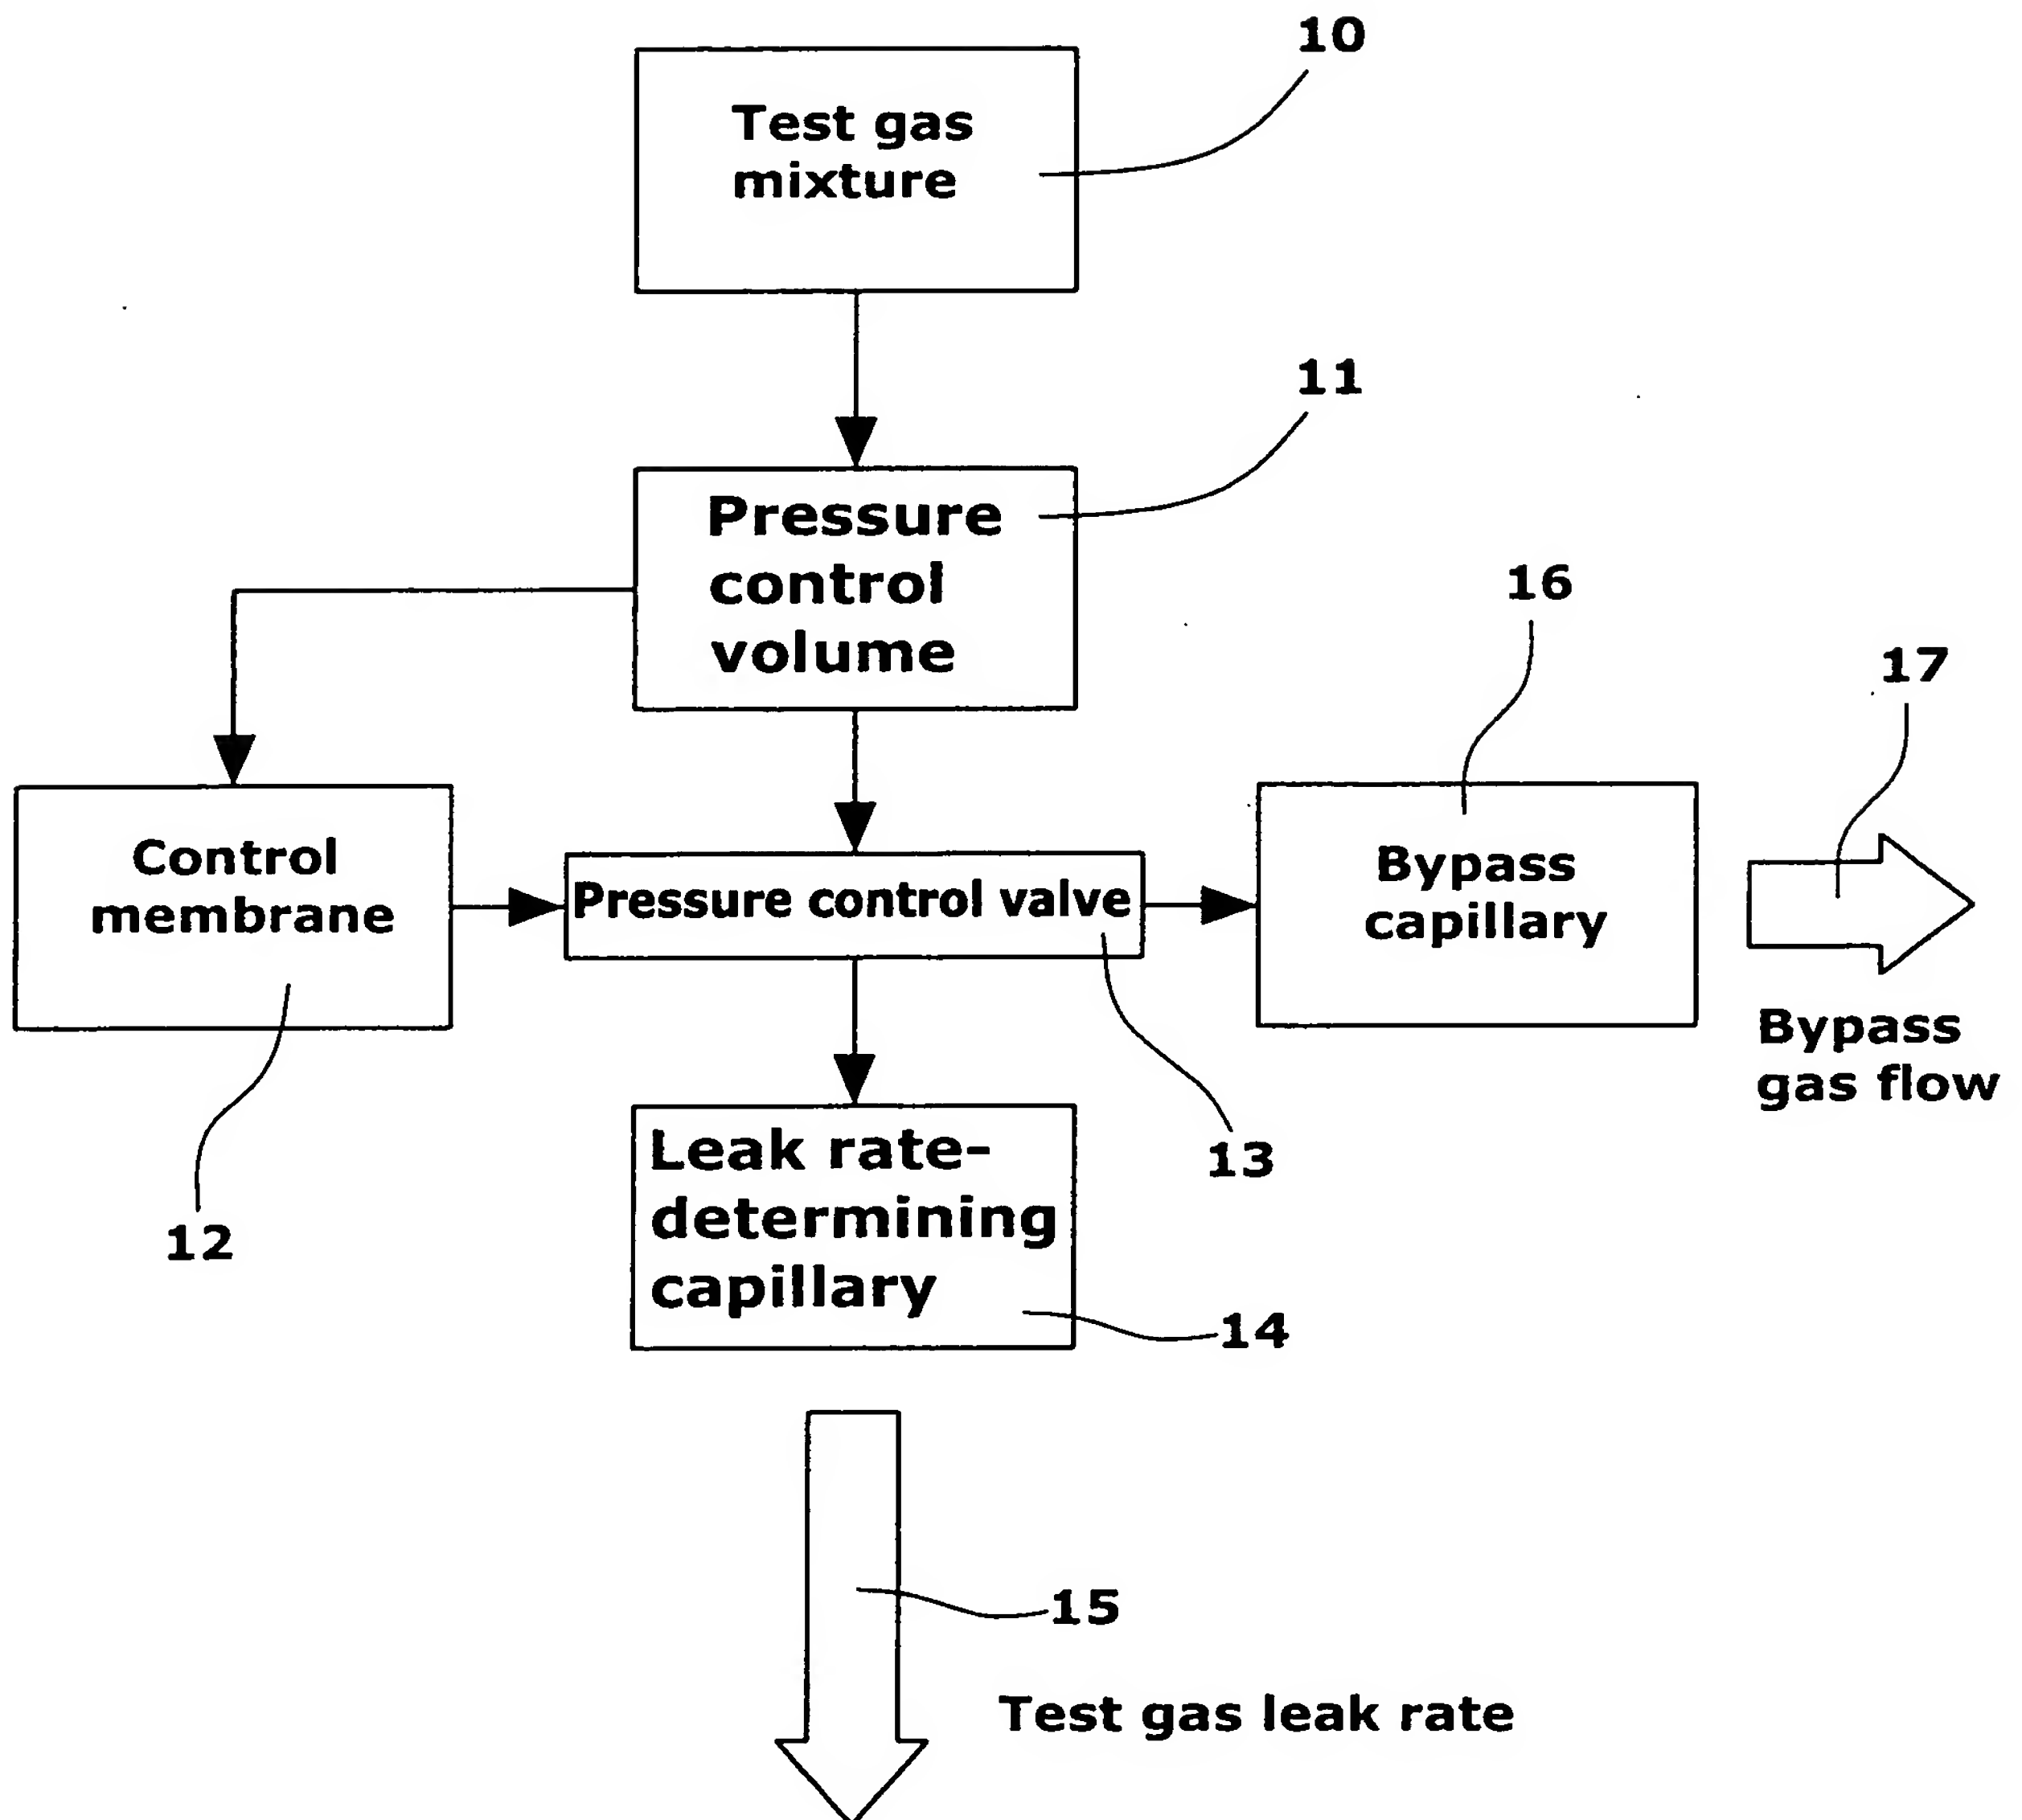 10
Test gas
mixture
11
Pressure
control
volume
16
17
Control
membrane
Pressure control valve
Bypass
capillary
Bypass
gas flow
12
13
Leak rate-
determining
capillary
14
15
Test gas leak rate